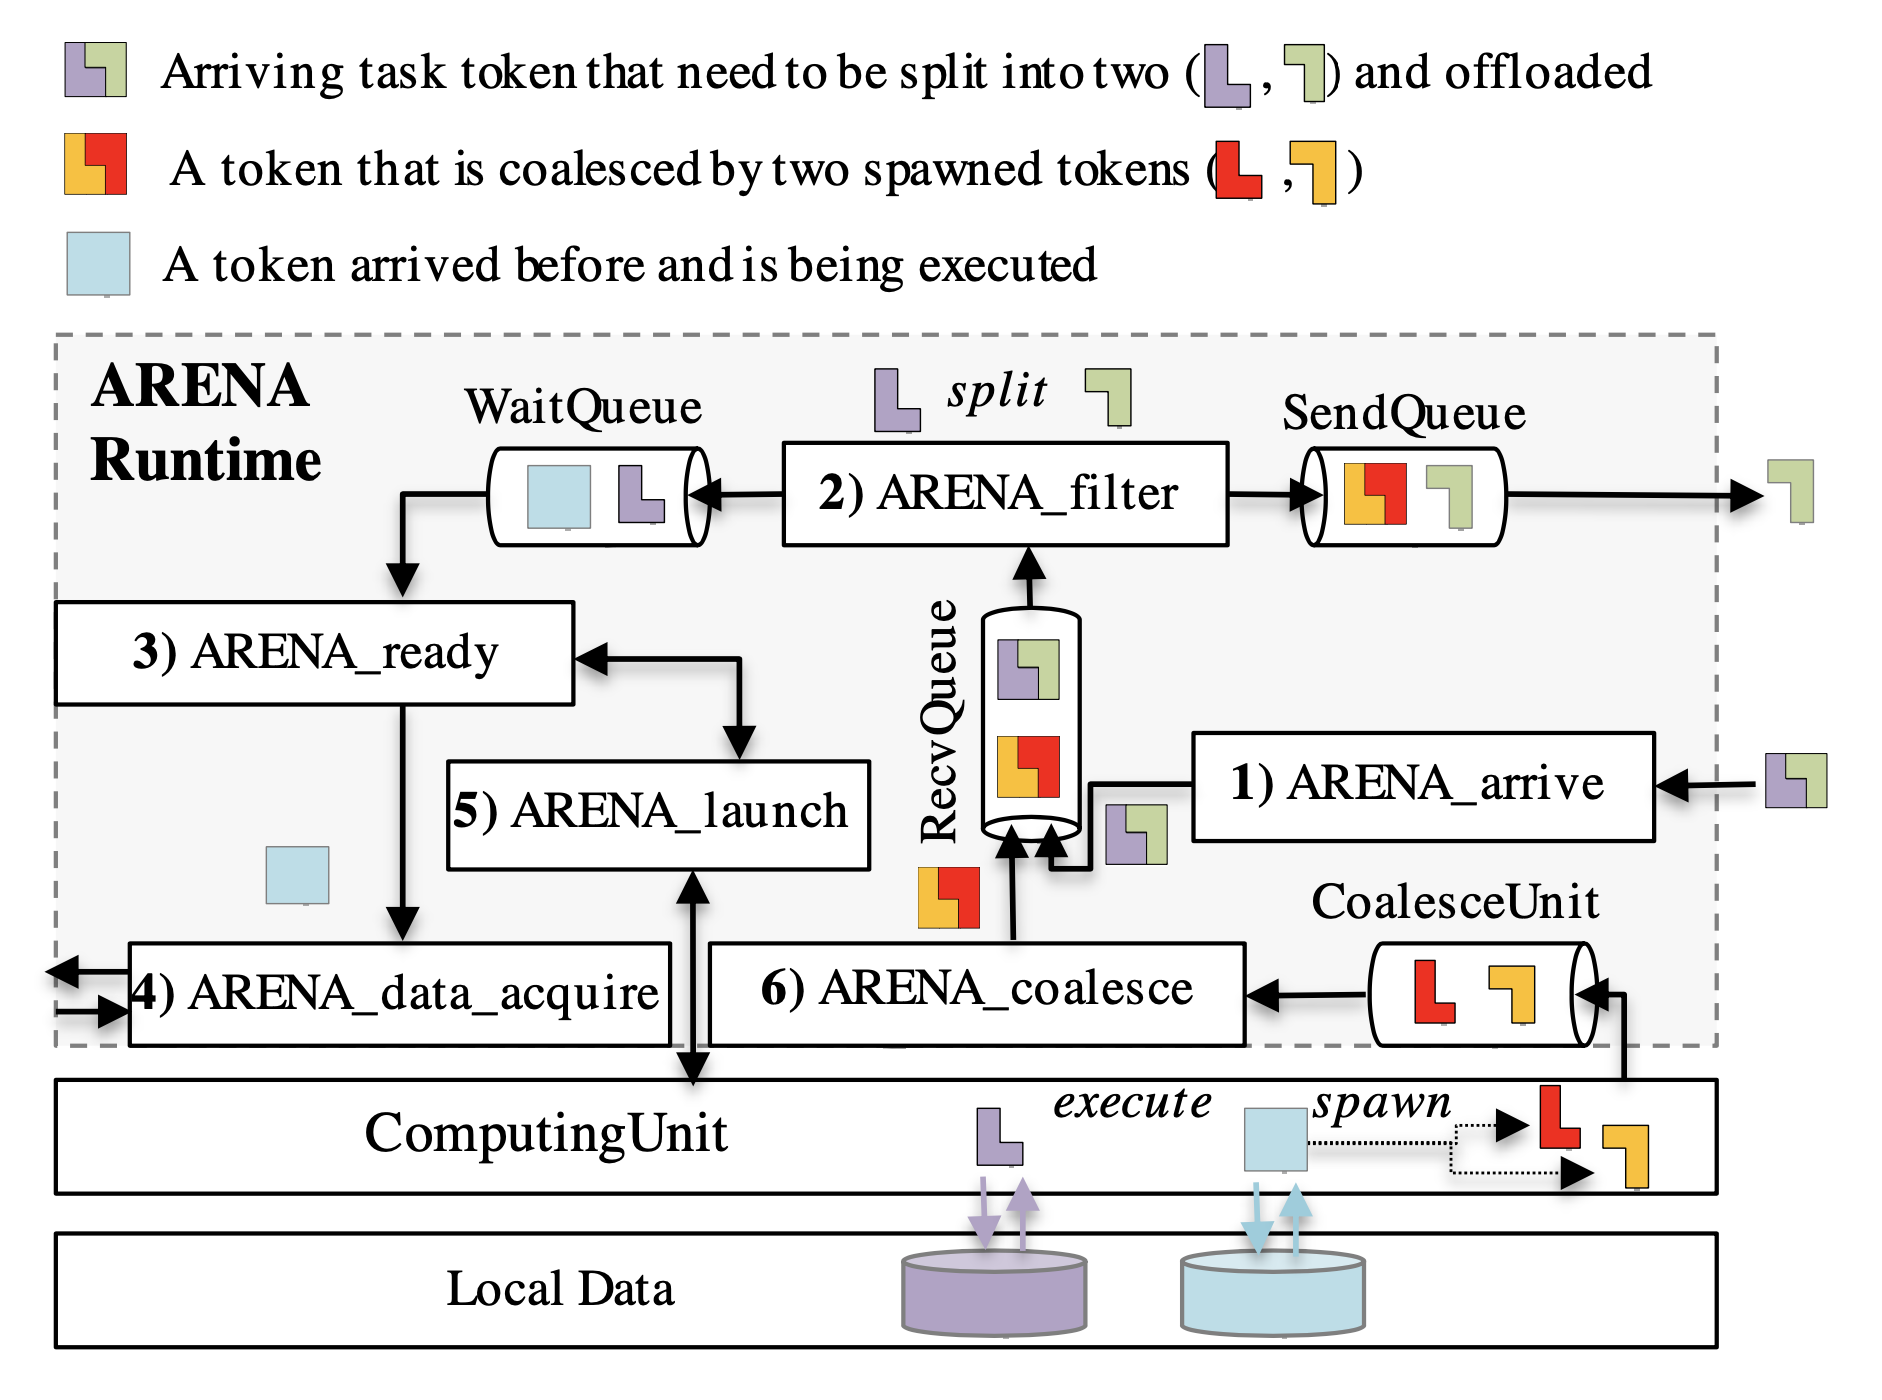 Arriving task token that need to be split into two ( , ) and offloaded
A token that is coalesced by two spawned tokens ( , )
A token arrived before and is being executed
ARENA
Runtime
WaitQueue
split
SendQueue
2) ARENA_filter
3) ARENA_ready
RecvQueue
1) ARENA_arrive
5) ARENA_launch
CoalesceUnit
4) ARENA_data_acquire
6) ARENA_coalesce
ComputingUnit
execute
spawn
Local Data